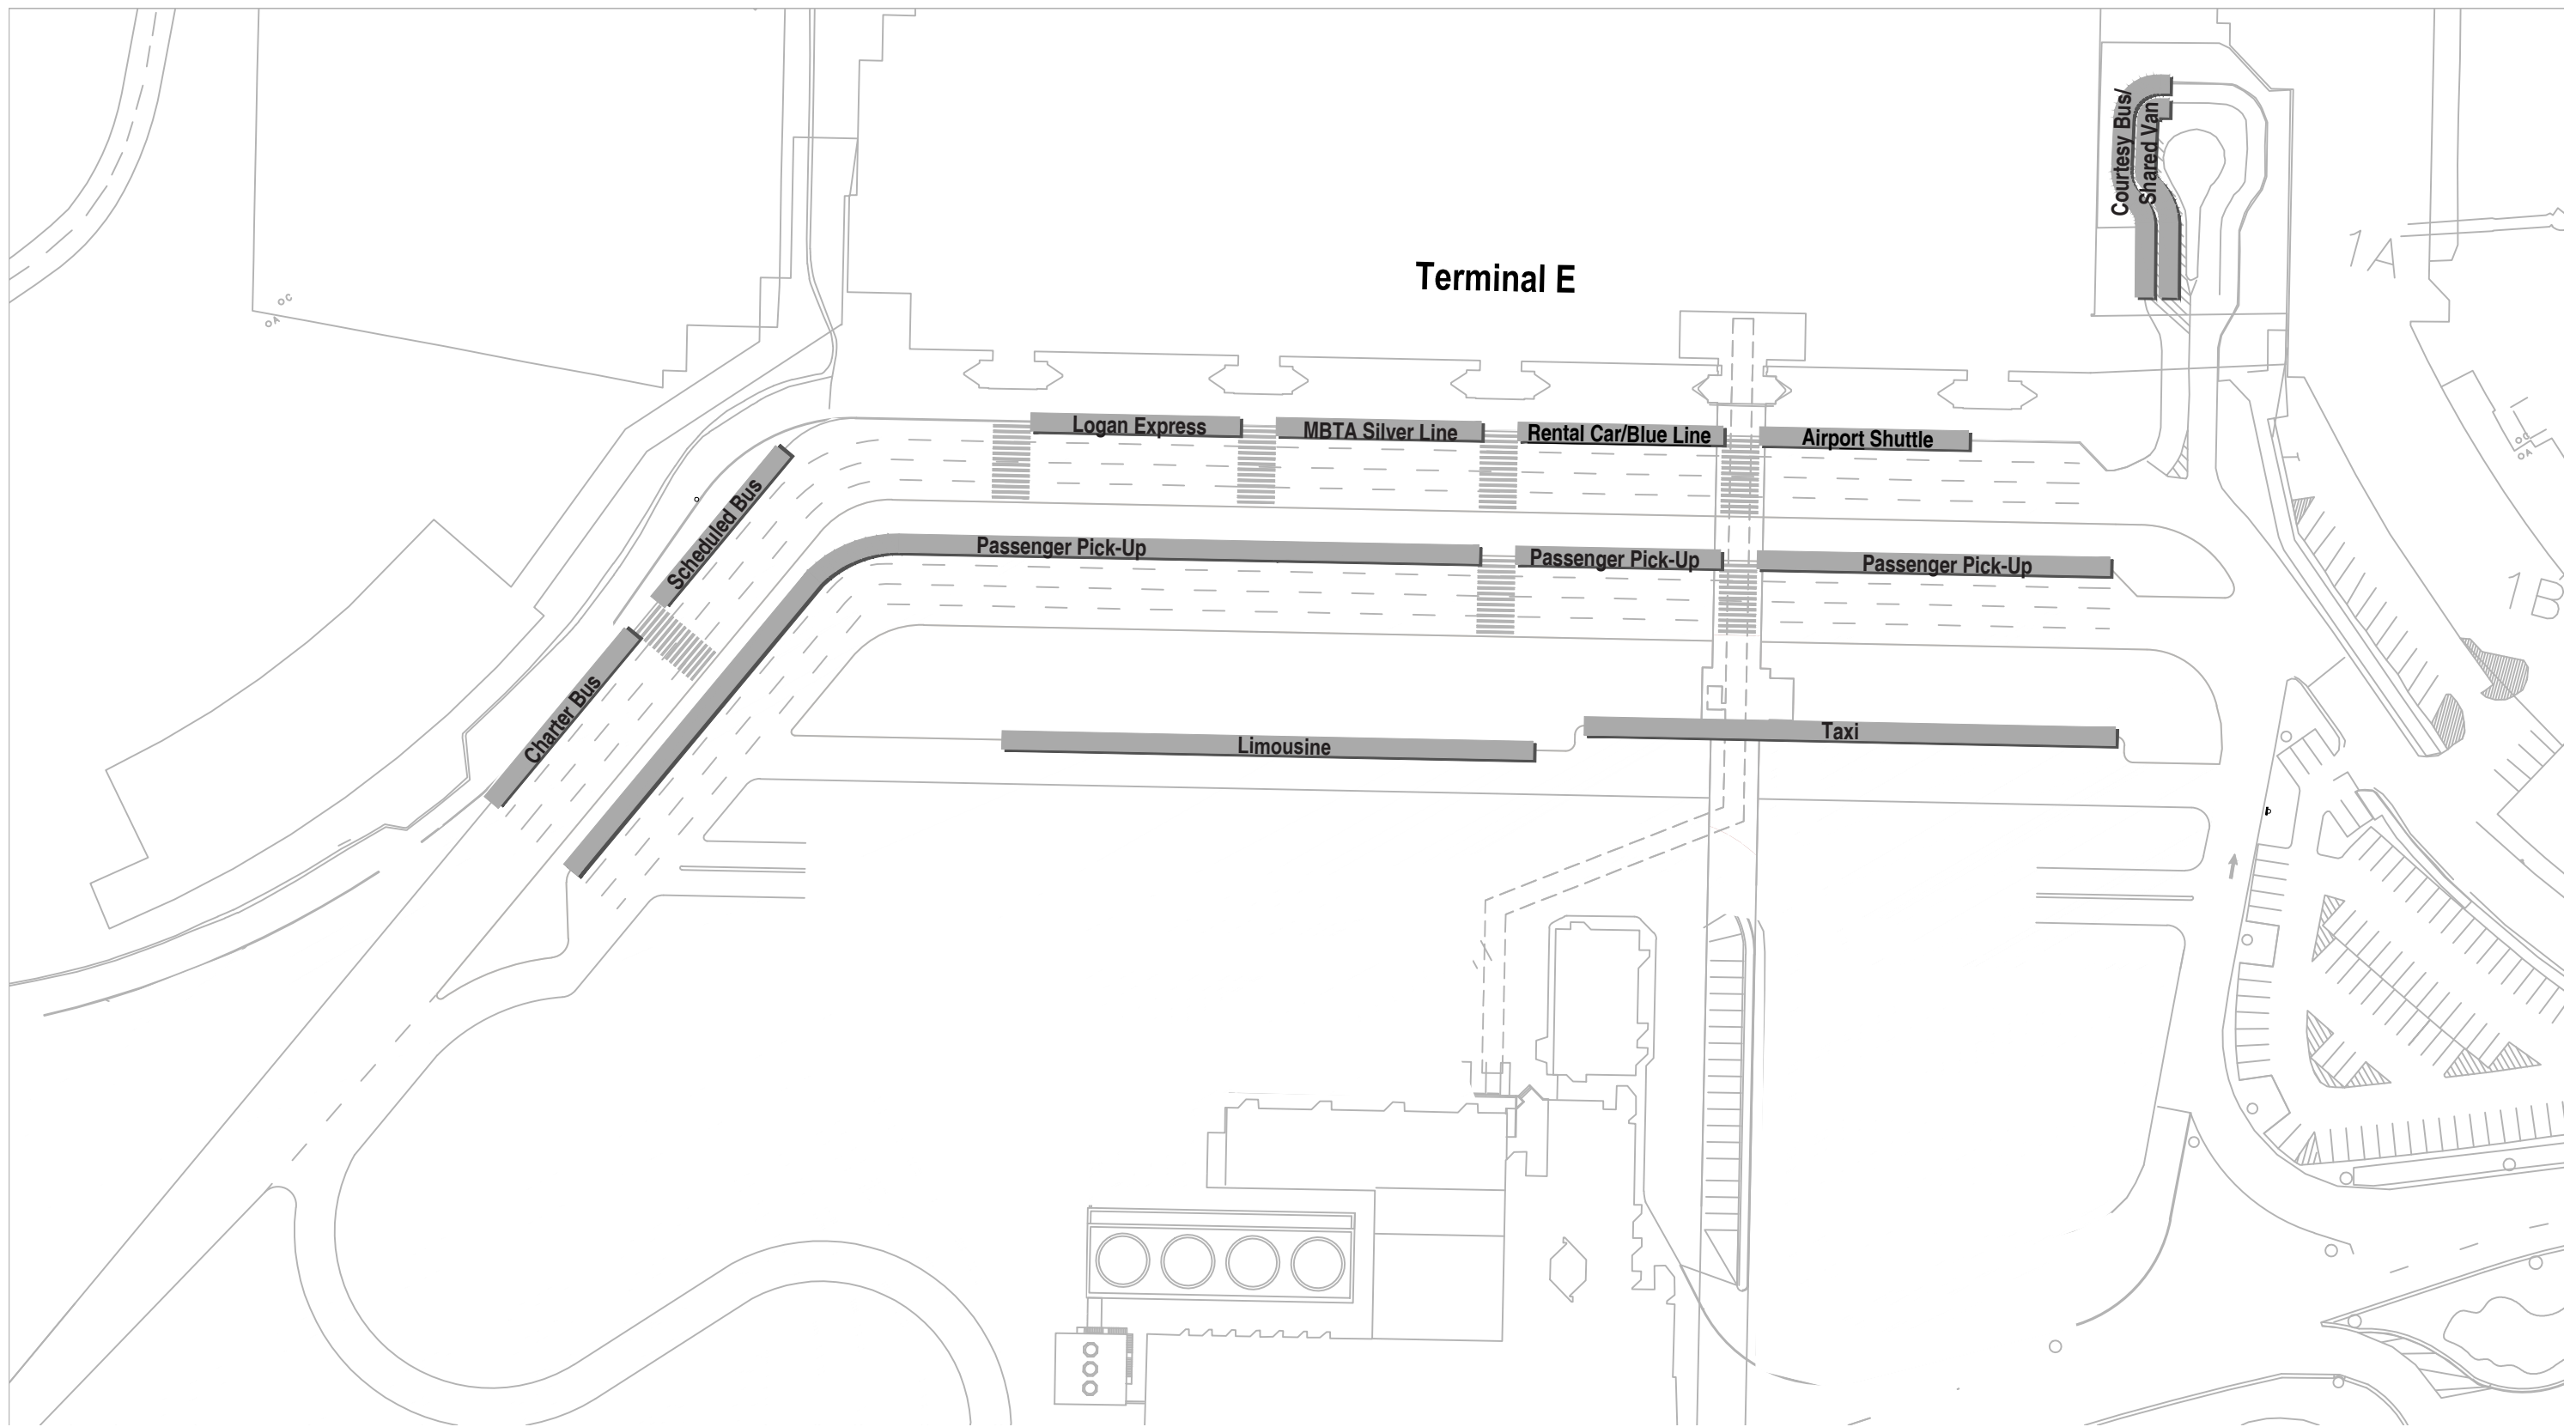 Courtesy Bus/
Shared Van
1A
Terminal E
C
A
Logan Express
MBTA Silver Line
Rental Car/Blue Line
Airport Shuttle
Scheduled Bus
Passenger Pick-Up
Passenger Pick-Up
Passenger Pick-Up
1B
Charter Bus
Limousine
Taxi